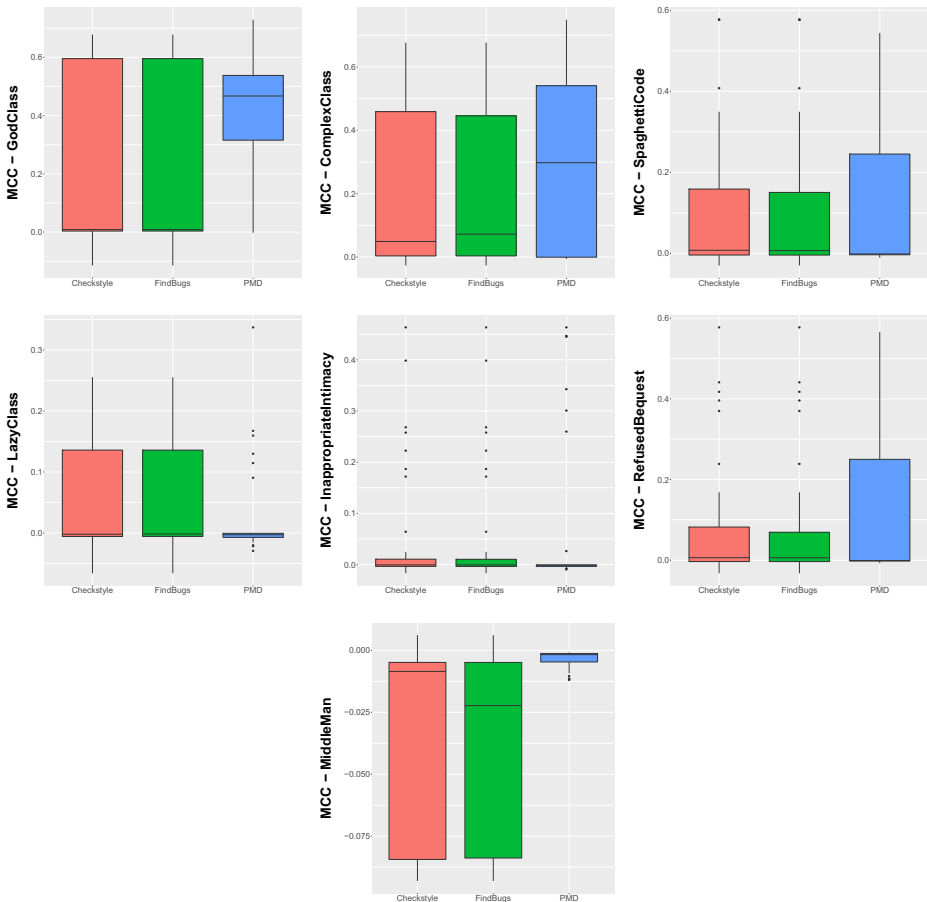 MCC − GodClass
0.6
0.4
0.2
0.0
Checkstyle FindBugs PMD
MCC − ComplexClass
0.6
0.4
0.2
0.0
Checkstyle FindBugs PMD
MCC − SpaghettiCode
0.6
0.4
0.2
0.0
Checkstyle FindBugs PMD
MCC − LazyClass
0.3
0.2
0.1
0.0
Checkstyle FindBugs PMD
MCC − InappropriateIntimacy
0.4
0.3
0.2
0.1
0.0
Checkstyle FindBugs PMD
MCC − RefusedBequest
0.6
0.4
0.2
0.0
Checkstyle FindBugs PMD
MCC − MiddleMan
0.000
−0.025
−0.050
−0.075
Checkstyle FindBugs PMD